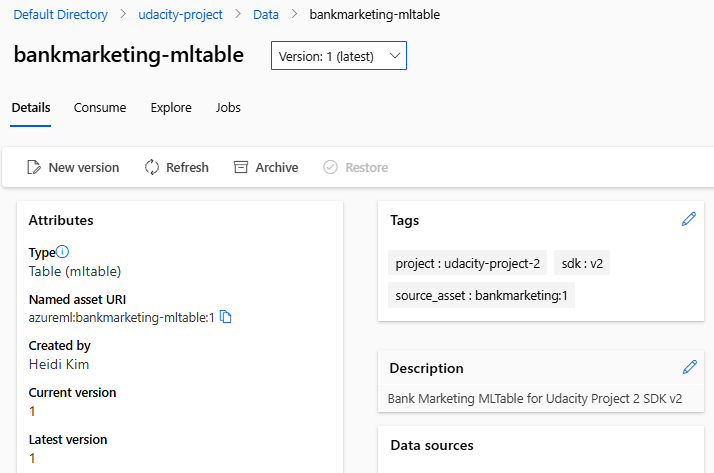 Default Directory > udacity-project > Data > bankmarketing-mltable
bankmarketing-mltable
Version: 1 (latest)
Details Consume Explore Jobs
New version Refresh Archive Restore
Attributes
Type
Table (mltable)
Named asset URI
azureml:bankmarketing-mltable:1
Created by
Heidi Kim
Current version
1
Latest version
1
Tags
project : udacity-project-2 sdk : v2
source_asset : bankmarketing:1
Description
Bank Marketing MLTable for Udacity Project 2 SDK v2
Data sources